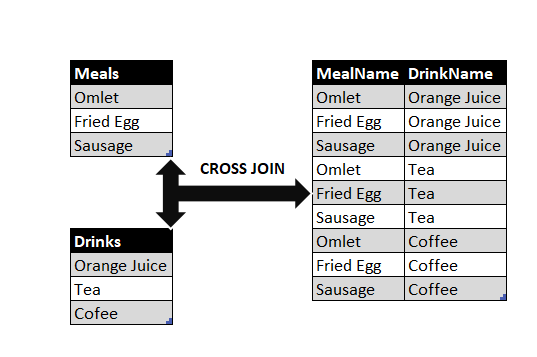 Meals
Omlet
Fried Egg
Sausage
CROSS JOIN
Drinks
Orange Juice
Tea
Cofee
MealName DrinkName
Omlet Orange Juice
Fried Egg Orange Juice
Sausage Orange Juice
Omlet Tea
Fried Egg Tea
Sausage Tea
Omlet Coffee
Fried Egg Coffee
Sausage Coffee